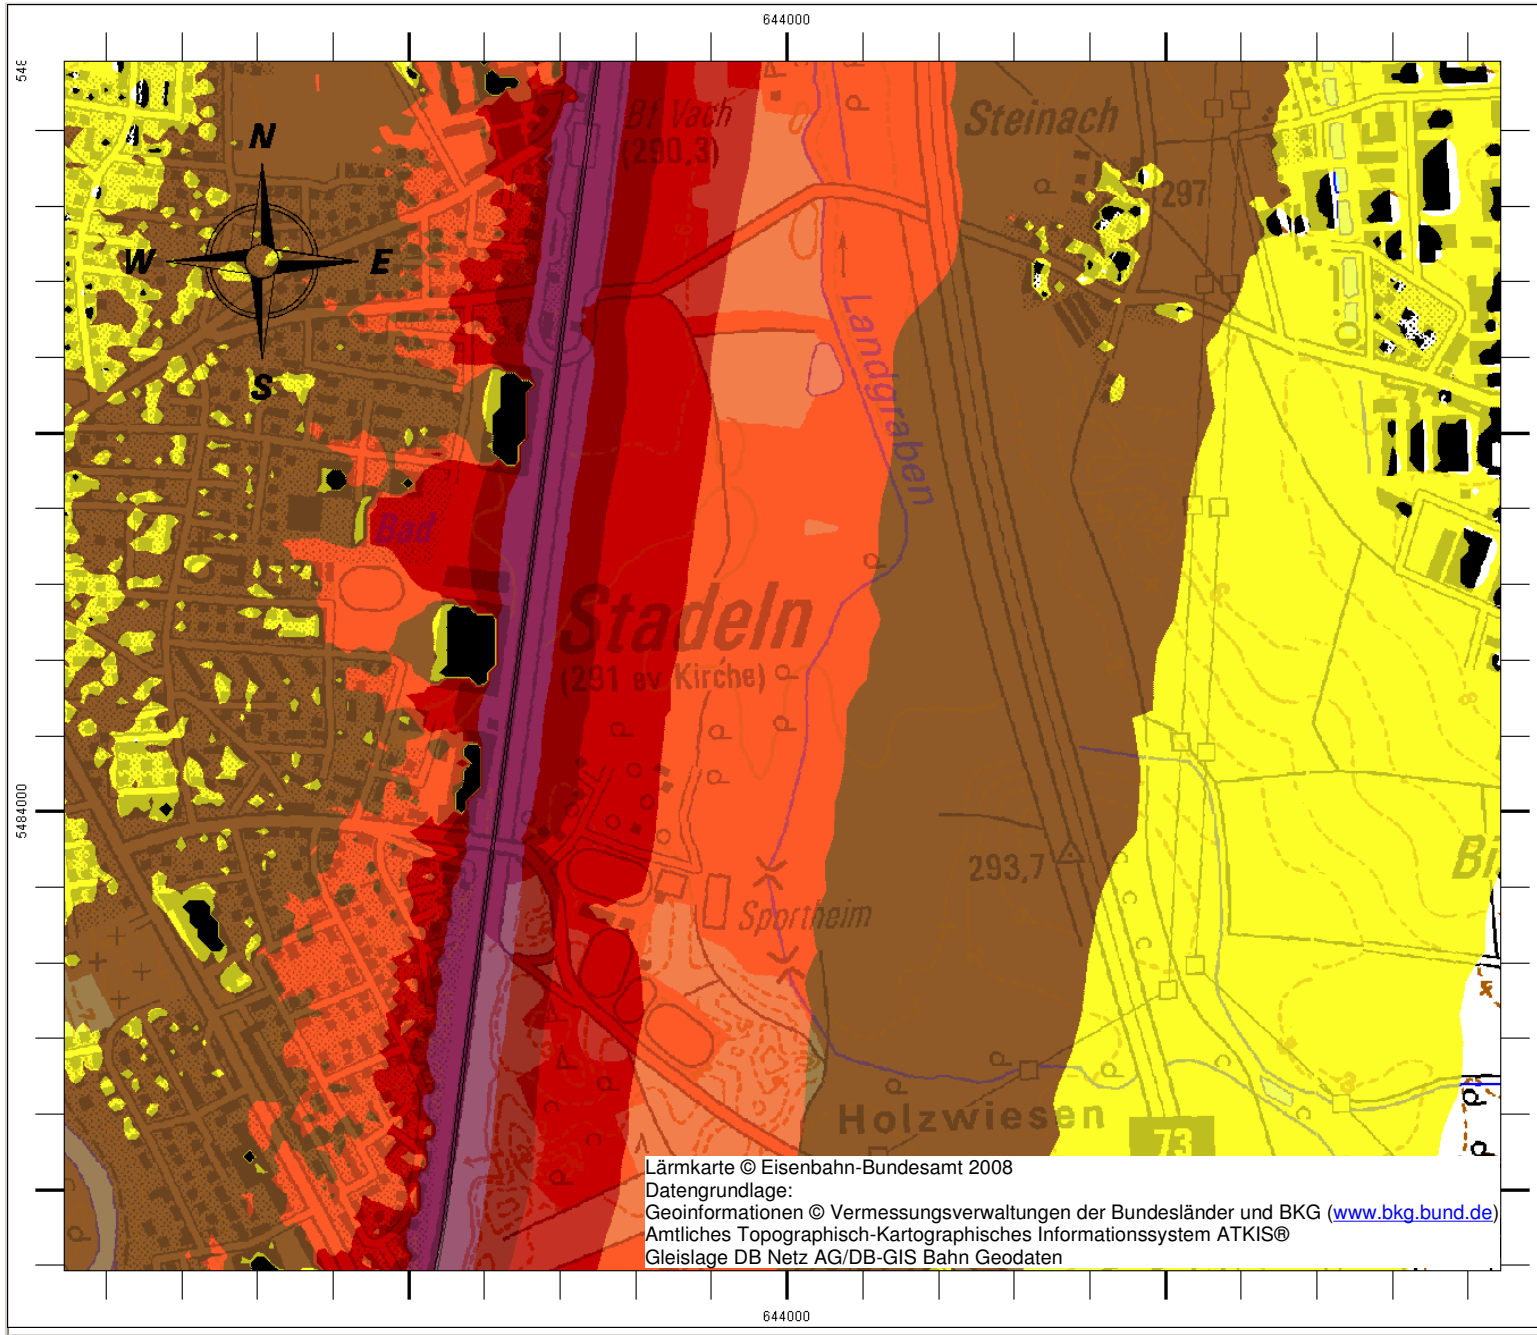 644000
548
Bf Vach
(290,3)
Steinach
N
W
E
S
297
Landgraben
Bad
Stadeln
(291 ev. Kirche)
5484000
293,7
Sportheim
Holzwiesen
73
Lärmkarte © Eisenbahn-Bundesamt 2008
Datengrundlage:
Geoinformationen © Vermessungsverwaltungen der Bundesländer und BKG (www.bkg.bund.de)
Amtliches Topographisch-Kartographisches Informationssystem ATKIS®
Gleislage DB Netz AG/DB-GIS Bahn Geodaten
644000